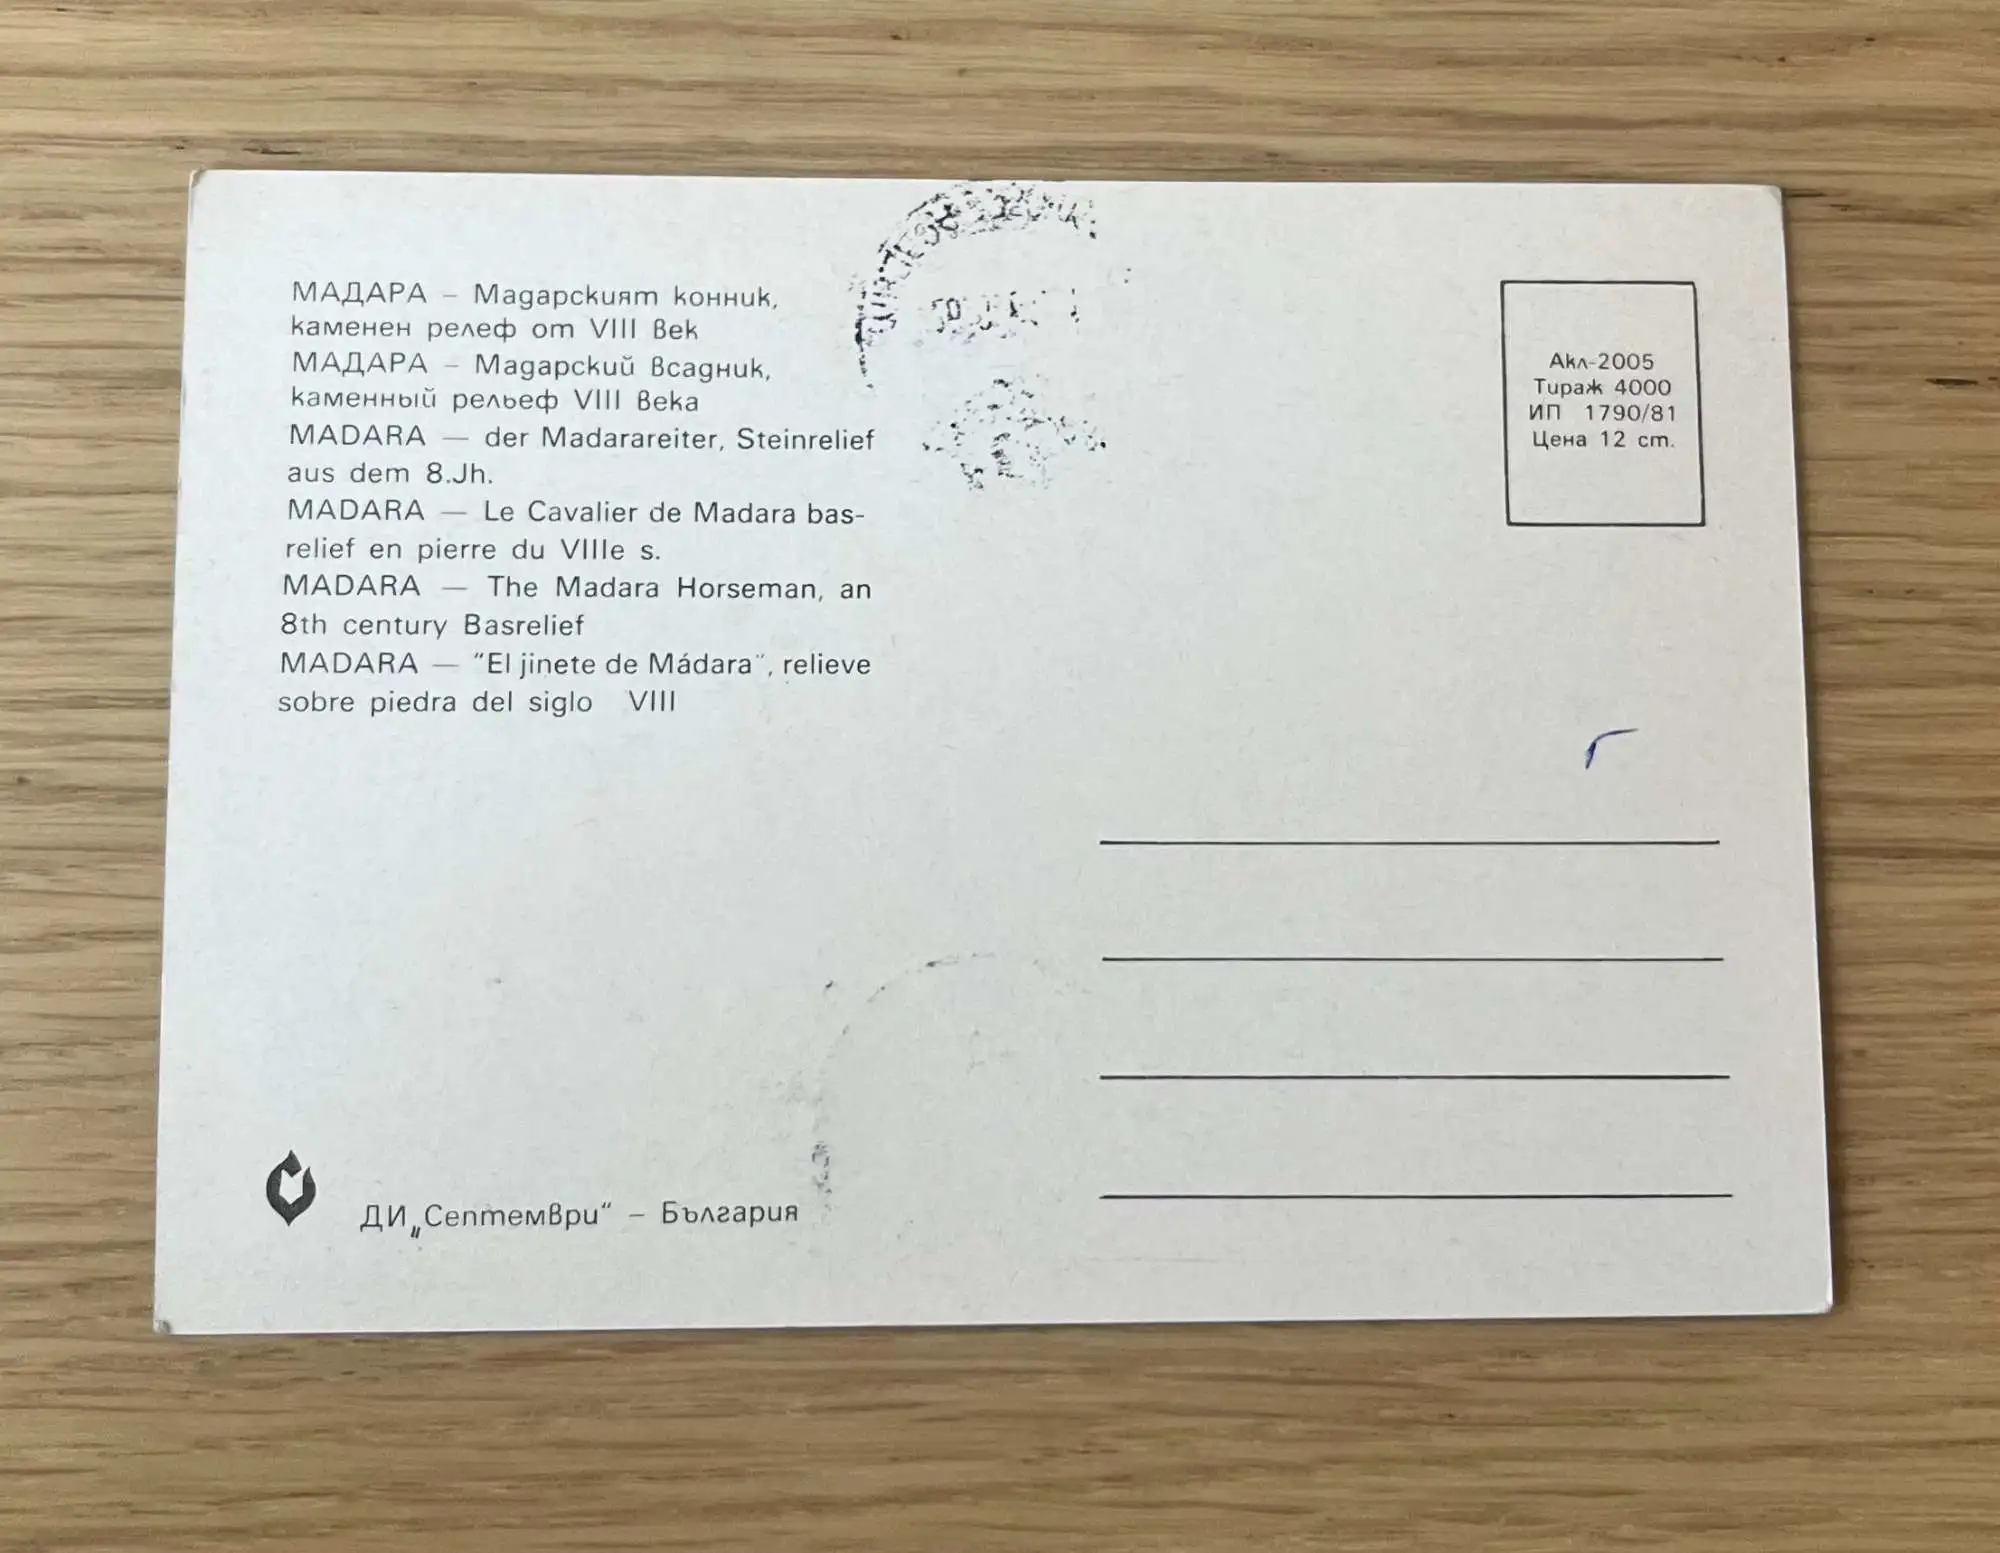 МАДАРА – Мадарският конник,
каменен релеф от VIII век
МАДАРА – Мадарский всадник,
каменный рельеф VIII века
MADARA — der Madarareiter, Steinrelief
aus dem 8.Jh.
MADARA — Le Cavalier de Madara bas-
relief en pierre du VIIIe s.
MADARA — The Madara Horseman, an
8th century Basrelief
MADARA — "El jinete de Mádara", relieve
sobre piedra del siglo VIII
ДИ „Септември“ – България
Акл-2005
Тираж 4000
ИП 1790/81
Цена 12 ст.